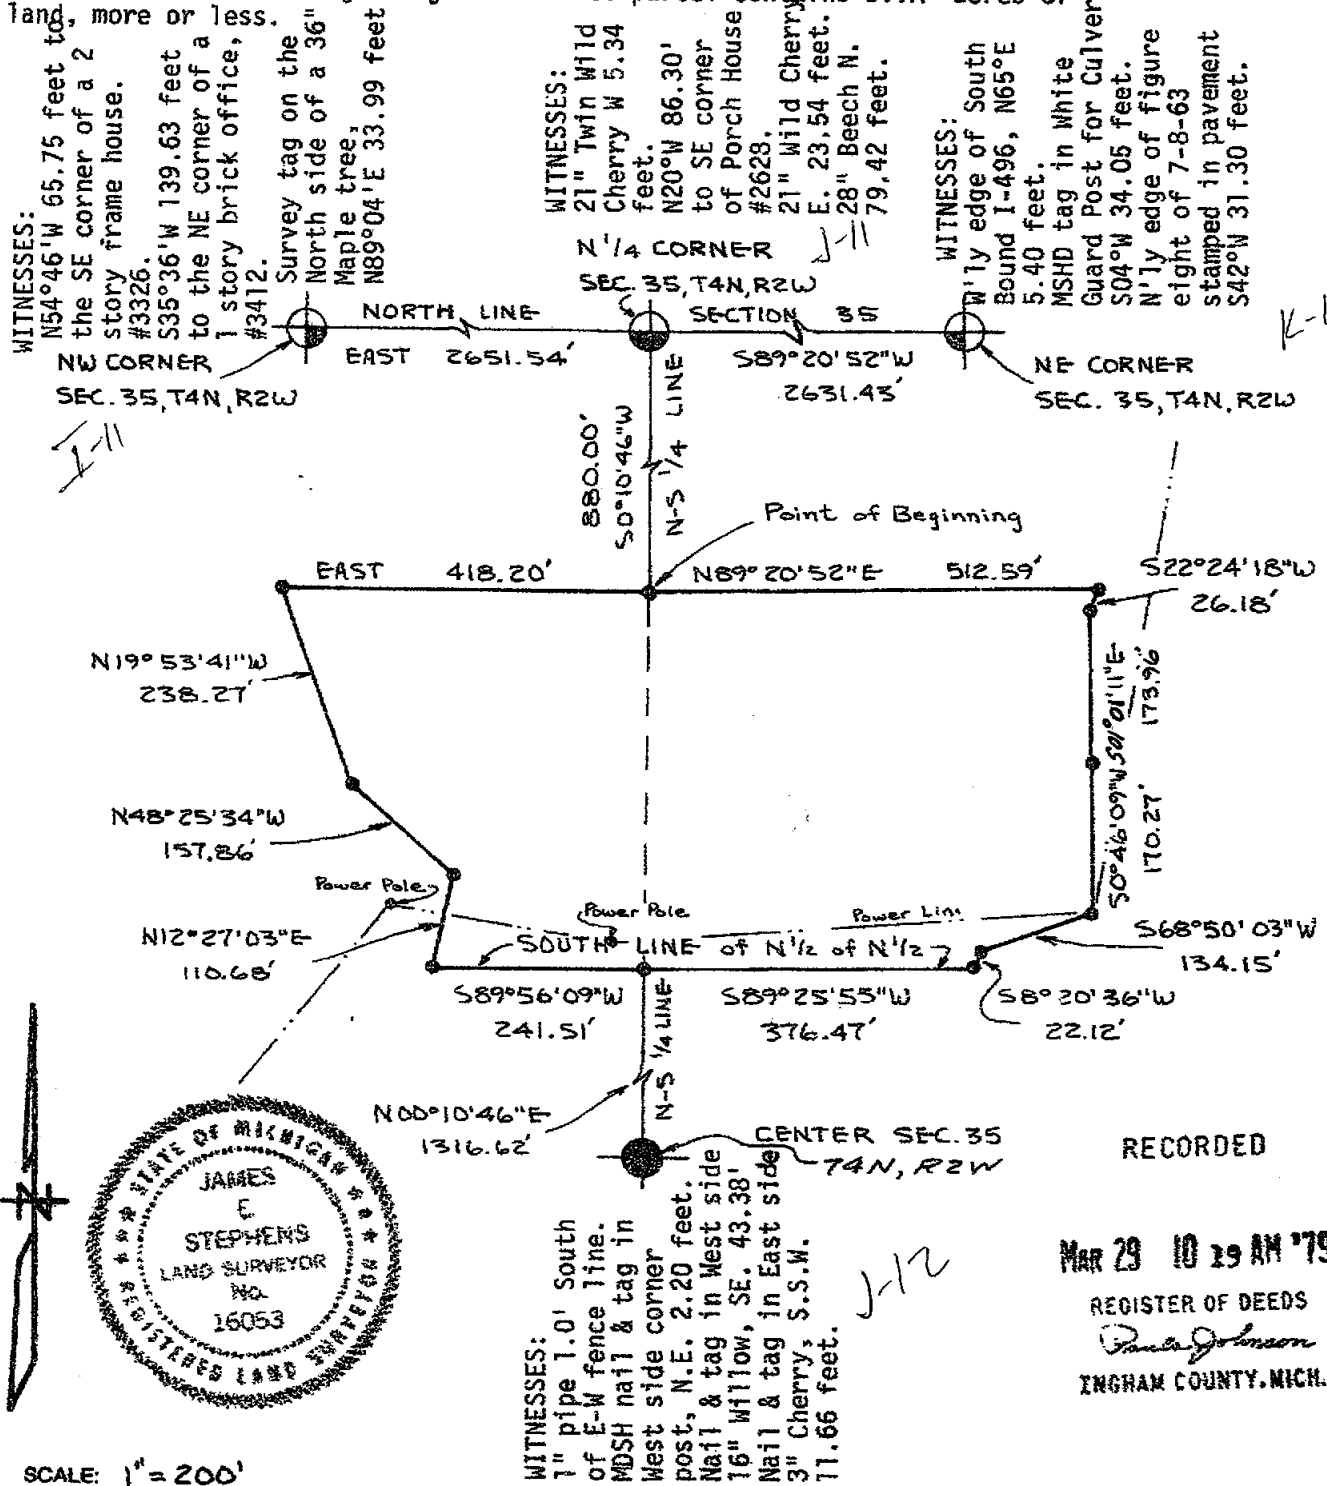 land, more or less.
WITNESSES:
N54°46'W 65.75 feet to
the SE corner of a 2
story frame house.
#3326.
S35°36'W 139.63 feet
to the NE corner of a
1 story brick office,
#3412.
Survey tag on the
North side of a 36"
Maple tree,
N89°04'E 33.99 feet
WITNESSES:
21" Twin Wild
Cherry W 5.34
feet.
N20°W 86.30'
to SE corner
of Porch House
#2628.
21" Wild Cherry
E. 23.54 feet.
28" Beech N.
79.42 feet.
WITNESSES:
W'ly edge of South
Bound I-496, N65°E
5.40 feet.
MSHD tag in White
Guard Post for Culver
S04°W 34.05 feet.
N'ly edge of figure
eight of 7-8-63
stamped in pavement
S42°W 31.30 feet.
N 1/4 CORNER
SEC. 35, T4N, R2W
J-11
K-1
NORTH LINE SECTION 35
EAST 2651.54'
S89°20'52"W
2631.43'
NW CORNER
SEC. 35, T4N, R2W
I-11
NE CORNER
SEC. 35, T4N, R2W
880.00'
S0°10'46"W
N-S 1/4 LINE
Point of Beginning
EAST 418.20'
N89°20'52"E 512.59'
S22°24'18"W
26.18'
N19°53'41"W
238.27'
S01°01'11"E
173.96'
N48°25'34"W
157.86'
S0°46'09"W
170.27'
Power Pole
Power Pole
Power Line
N12°27'03"E
110.68'
SOUTH LINE of N 1/2 of N 1/2
S68°50'03"W
134.15'
S89°56'09"W
241.51'
S89°25'55"W
376.47'
S8°20'36"W
22.12'
N-S 1/4 LINE
N00°10'46"E
1316.62'
CENTER SEC. 35
T4N, R2W
STATE OF MICHIGAN
JAMES
E.
STEPHENS
LAND SURVEYOR
NO.
16053
REGISTERED LAND SURVEYOR
N
WITNESSES:
1" pipe 1.0' South
of E-W fence line.
MDSH nail & tag in
West side corner
post, N.E. 2.20 feet.
Nail & tag in West side
16" Willow, SE. 43.38'
Nail & tag in East side
3" Cherry, S.S.W.
11.66 feet.
J-12
RECORDED
MAR 29 10 29 AM '79
REGISTER OF DEEDS
Paula Johnson
INGHAM COUNTY, MICH.
SCALE: 1" = 200'